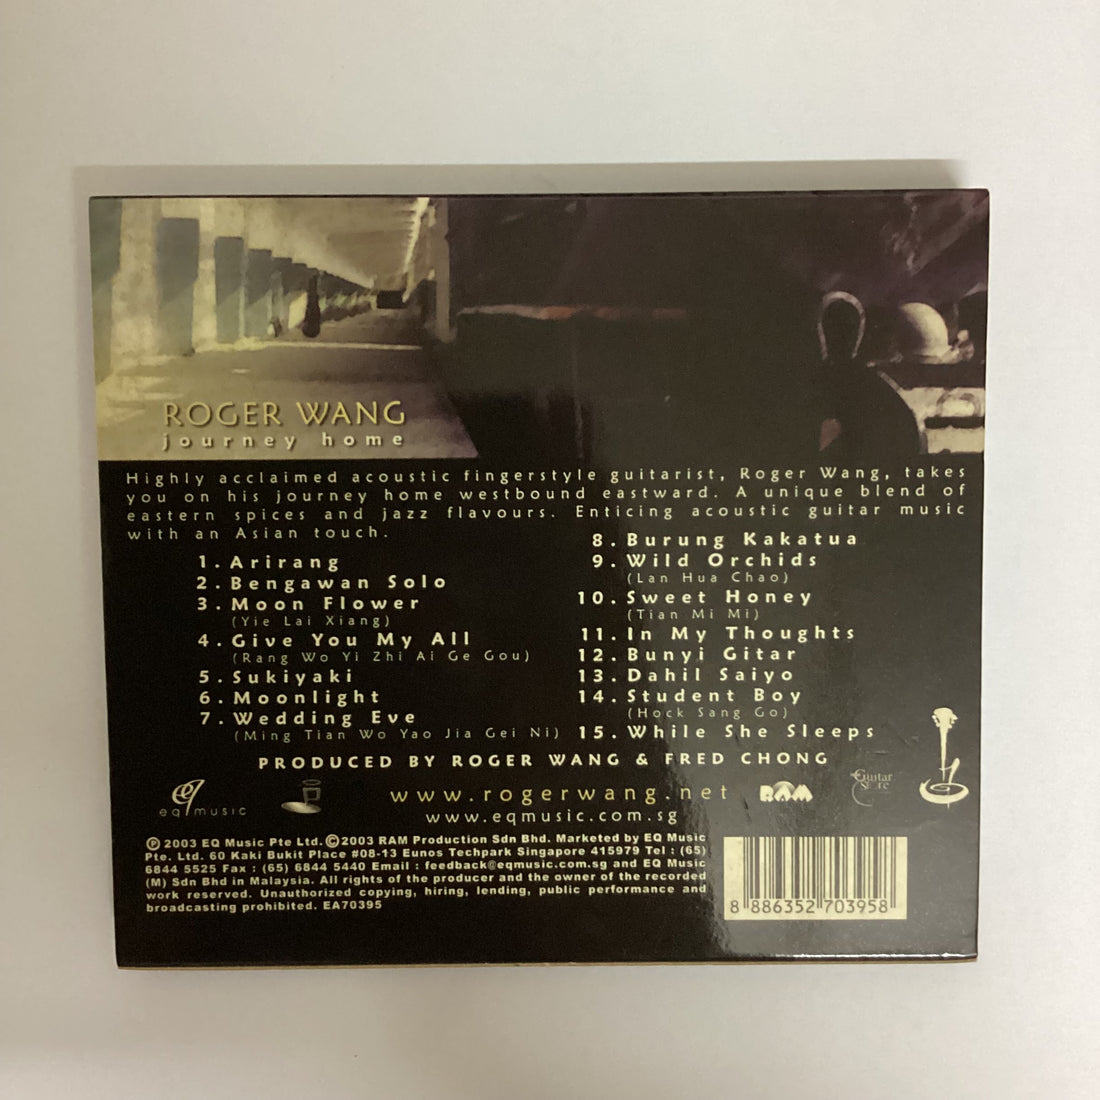 ROGER WANG
journey home
Highly acclaimed acoustic fingerstyle guitarist, Roger Wang, takes
you on his journey home westbound eastward. A unique blend of
eastern spices and jazz flavours. Enticing acoustic guitar music
with an Asian touch.
1. Arirang
2. Bengawan Solo
3. Moon Flower
(Yie Lai Xiang)
4. Give You My All
(Rang Wo Yi Zhi Ai Ge Gou)
5. Sukiyaki
6. Moonlight
7. Wedding Eve
(Ming Tian Wo Yao Jia Gei Ni)
8. Burung Kakatua
9. Wild Orchids
(Lan Hua Chao)
10. Sweet Honey
(Tian Mi Mi)
11. In My Thoughts
12. Bunyi Gitar
13. Dahil Saiyo
14. Student Boy
(Hock Sang Go)
15. While She Sleeps
PRODUCED BY ROGER WANG & FRED CHONG
eq music
www.rogerwang.net
RAM
Guitar
Store
www.eqmusic.com.sg
Ⓟ2003 EQ Music Pte Ltd. ©2003 RAM Production Sdn Bhd. Marketed by EQ Music
Pte. Ltd. 60 Kaki Bukit Place #08-13 Eunos Techpark Singapore 415979 Tel : (65)
6844 5525 Fax : (65) 6844 5440 Email : feedback@eqmusic.com.sg and EQ Music
(M) Sdn Bhd in Malaysia. All rights of the producer and the owner of the recorded
work reserved. Unauthorized copying, hiring, lending, public performance and
broadcasting prohibited. EA70395
8 886352 703958